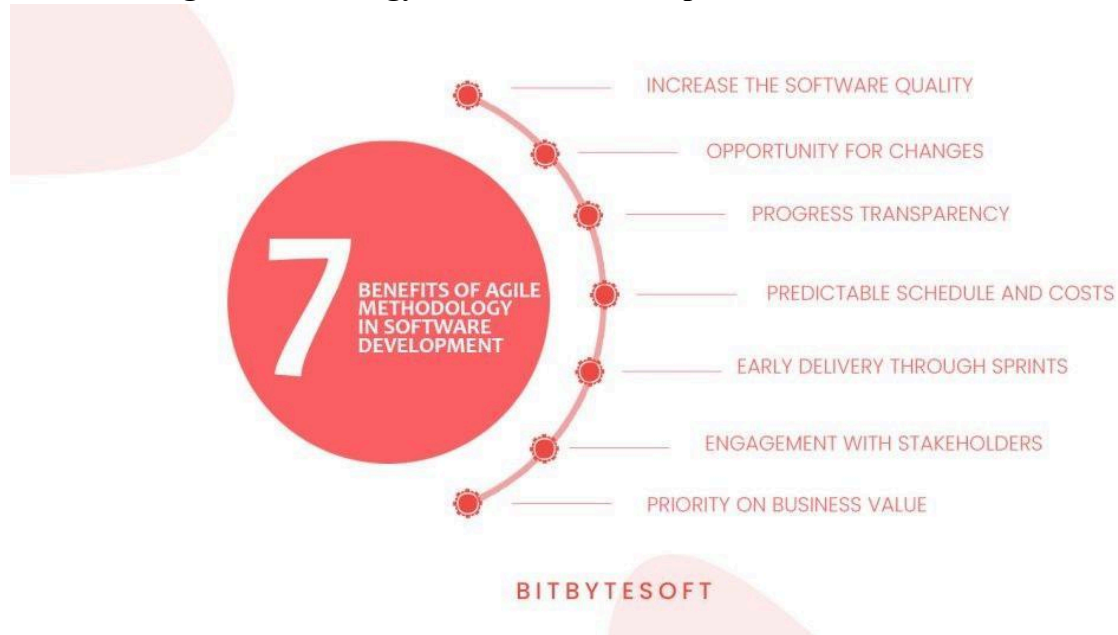 INCREASE THE SOFTWARE QUALITY
OPPORTUNITY FOR CHANGES
PROGRESS TRANSPARENCY
7
BENEFITS OF AGILE
METHODOLOGY
IN SOFTWARE
DEVELOPMENT
PREDICTABLE SCHEDULE AND COSTS
EARLY DELIVERY THROUGH SPRINTS
ENGAGEMENT WITH STAKEHOLDERS
PRIORITY ON BUSINESS VALUE
BITBYTESOFT